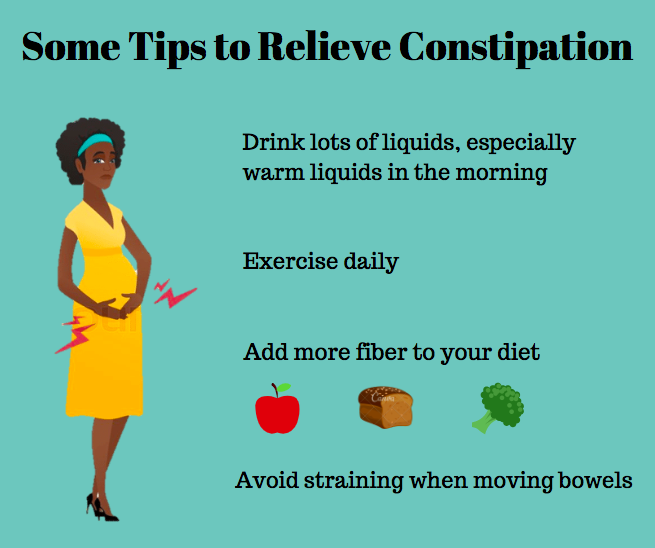 Some Tips to Relieve Constipation
Drink lots of liquids, especially
warm liquids in the morning
Exercise daily
Add more fiber to your diet
Avoid straining when moving bowels